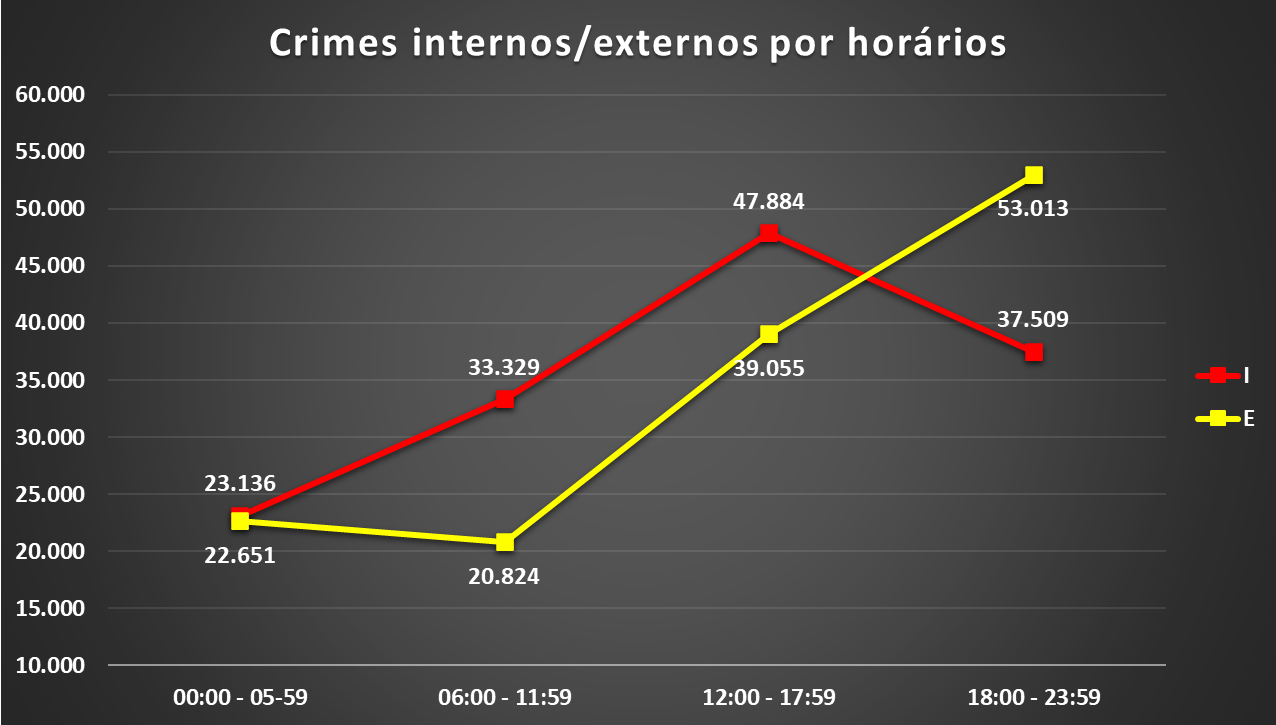 Crimes internos/externos por horários
60.000
55.000
50.000
45.000
40.000
35.000
30.000
25.000
20.000
15.000
10.000
47.884
53.013
37.509
33.329
39.055
23.136
22.651
20.824
I
E
00:00 - 05-59
06:00 - 11:59
12:00 - 17:59
18:00 - 23:59